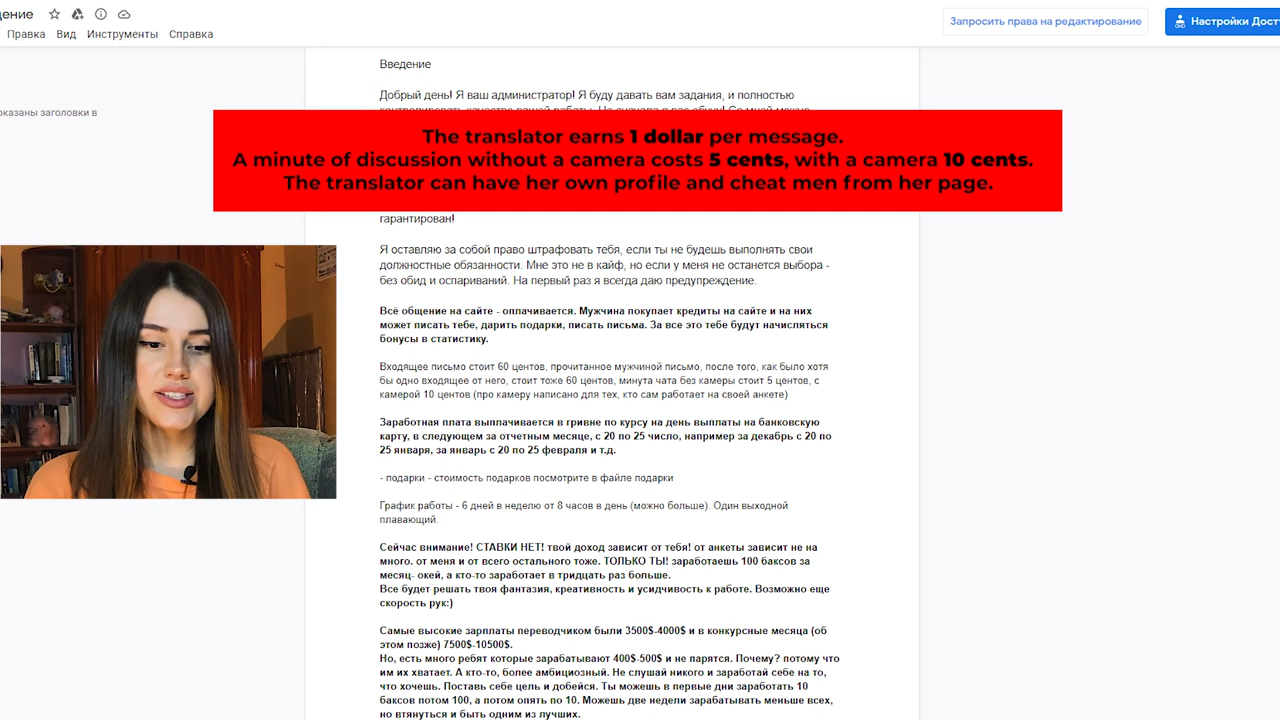 дение
Запросить права на редактирование
Настройки Дост
Правка Вид Инструменты Справка
Введение
Добрый день! Я ваш администратор! Я буду давать вам задания, и полностью
оказаны заголовки в
The translator earns 1 dollar per message.
A minute of discussion without a camera costs 5 cents, with a camera 10 cents.
The translator can have her own profile and cheat men from her page.
гарантирован!
Я оставляю за собой право штрафовать тебя, если ты не будешь выполнять свои
должностные обязанности. Мне это не в кайф, но если у меня не останется выбора -
без обид и оспариваний. На первый раз я всегда даю предупреждение.
Всё общение на сайте - оплачивается. Мужчина покупает кредиты на сайте и на них
может писать тебе, дарить подарки, писать письма. За все это тебе будут начисляться
бонусы в статистику.
Входящее письмо стоит 60 центов, прочитанное мужчиной письмо, после того, как было хотя
бы одно входящее от него, стоит тоже 60 центов, минута чата без камеры стоит 5 центов, с
камерой 10 центов (про камеру написано для тех, кто сам работает на своей анкете)
Заработная плата выплачивается в гривне по курсу на день выплаты на банковскую
карту, в следующем за отчетным месяце, с 20 по 25 число, например за декабрь с 20 по
25 января, за январь с 20 по 25 февраля и т.д.
- подарки - стоимость подарков посмотрите в файле подарки
График работы - 6 дней в неделю от 8 часов в день (можно больше). Один выходной
плавающий.
Сейчас внимание! СТАВКИ НЕТ! твой доход зависит от тебя! от анкеты зависит не на
много. от меня и от всего остального тоже. ТОЛЬКО ТЫ! заработаешь 100 баксов за
месяц- окей, а кто-то заработает в тридцать раз больше.
Все будет решать твоя фантазия, креативность и усидчивость к работе. Возможно еще
скорость рук:)
Самые высокие зарплаты переводчиком были 3500$-4000$ и в конкурсные месяца (об
этом позже) 7500$-10500$.
Но, есть много ребят которые зарабатывают 400$-500$ и не парятся. Почему? потому что
им их хватает. А кто-то, более амбициозный. Не слушай никого и заработай себе на то,
что хочешь. Поставь себе цель и добейся. Ты можешь в первые дни заработать 10
баксов потом 100, а потом опять по 10. Можешь две недели зарабатывать меньше всех,
но втянуться и быть одним из лучших.